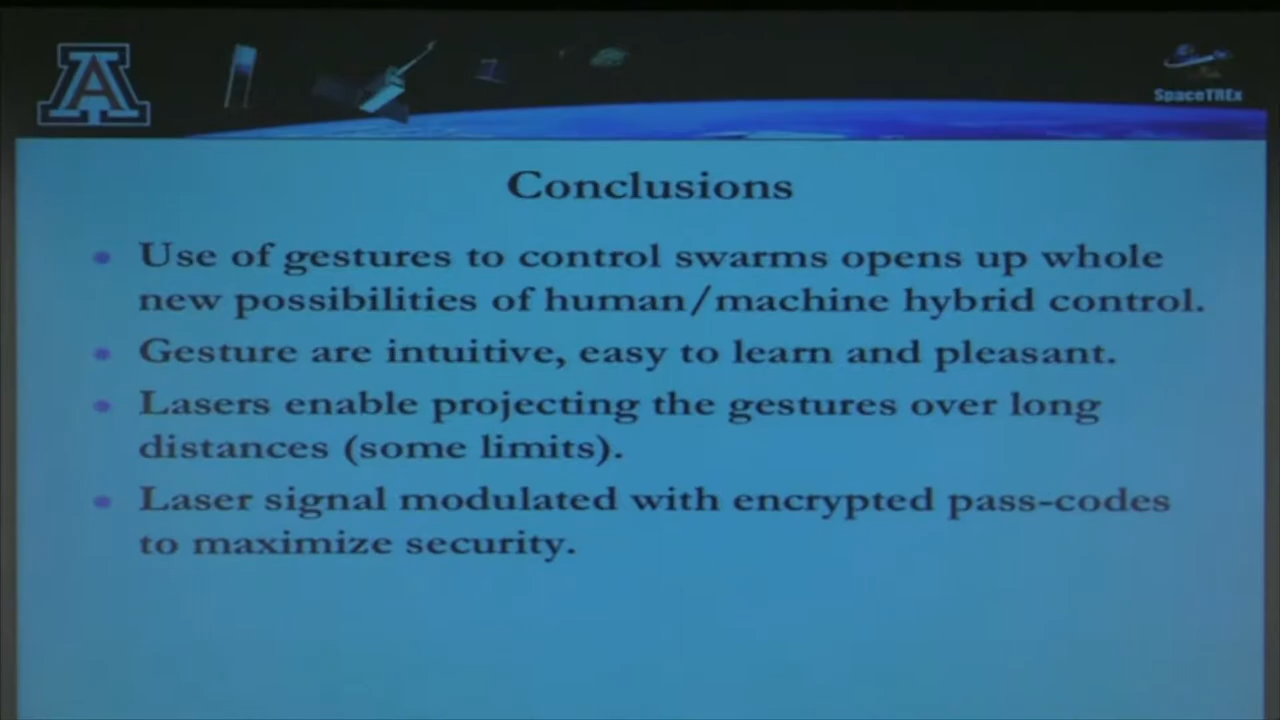 A
SpaceTREx
Conclusions
• Use of gestures to control swarms opens up whole
new possibilities of human/machine hybrid control.
• Gesture are intuitive, easy to learn and pleasant.
• Lasers enable projecting the gestures over long
distances (some limits).
• Laser signal modulated with encrypted pass-codes
to maximize security.